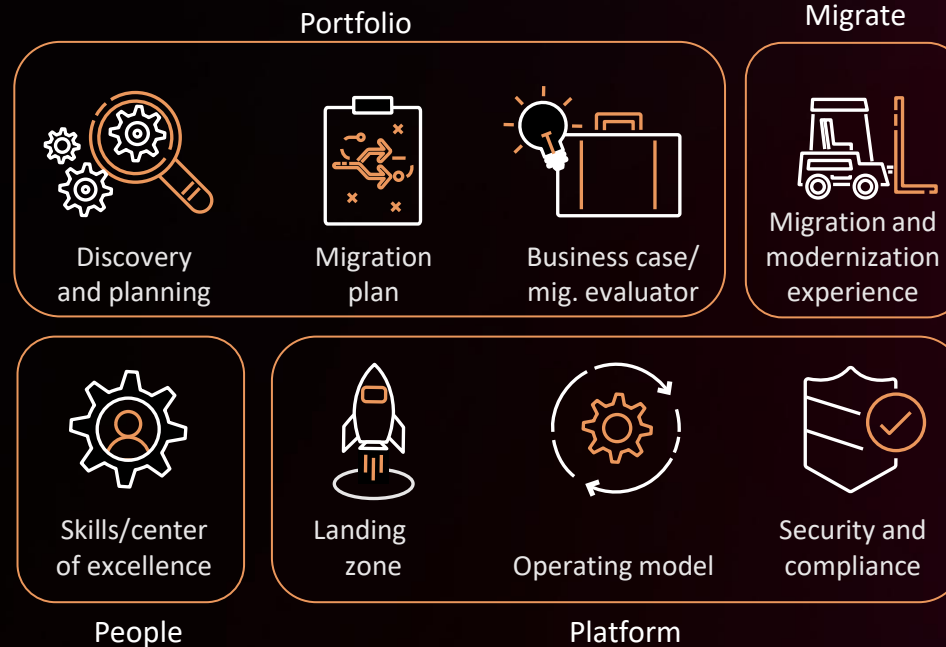 Portfolio
Migrate
Discovery
and planning
Migration
plan
Business case/
mig. evaluator
Migration and
modernization
experience
Skills/center
of excellence
Landing
zone
Operating model
Security and
compliance
People
Platform